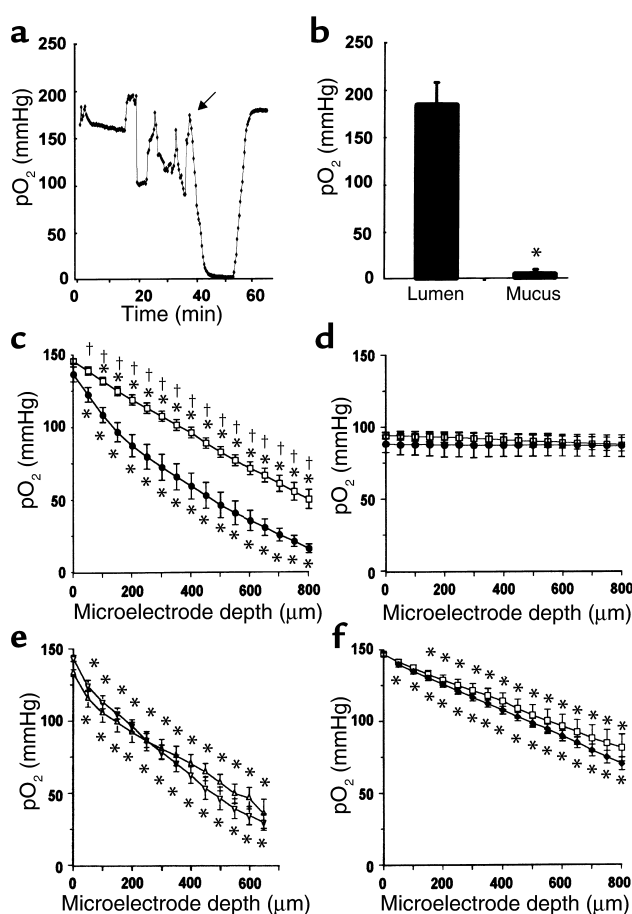 a
250
200
150
100
50
0
pO2 (mmHg)
0 20 40 60
Time (min)
b
250
200
150
100
50
0
pO2 (mmHg)
*
Lumen Mucus
c
150
100
50
0
pO2 (mmHg)
† † † † † † † † † † † † † † † †
* * * * * * * * * * * * * * *
* * * * * * * * * * * * * * * *
0 200 400 600 800
Microelectrode depth (μm)
d
150
100
50
0
pO2 (mmHg)
0 200 400 600 800
Microelectrode depth (μm)
e
150
100
50
0
pO2 (mmHg)
* * * * * * * * * * * * *
* * * * * * * * * * * * *
0 200 400 600
Microelectrode depth (μm)
f
150
100
50
0
pO2 (mmHg)
* * * * * * * * * * * * * *
* * * * * * * * * * * * * * * *
0 200 400 600 800
Microelectrode depth (μm)